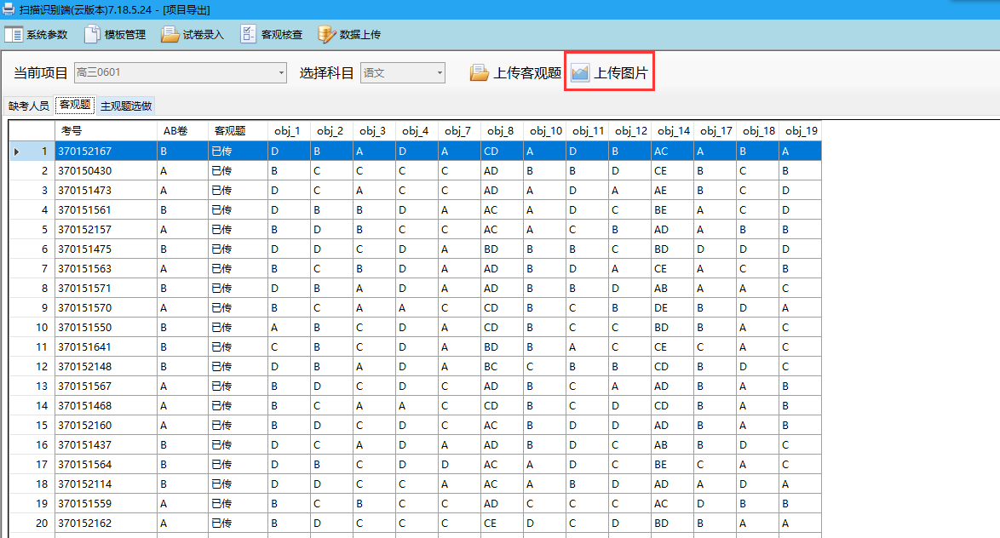 扫描识别端(云版本)7.18.5.24 - [项目导出]
系统参数 模板管理 试卷录入 客观核查 数据上传
当前项目 高三0601 选择科目 语文 上传客观题 上传图片
缺考人员 客观题 主观题选做
考号 AB卷 客观题 obj_1 obj_2 obj_3 obj_4 obj_7 obj_8 obj_10 obj_11 obj_12 obj_14 obj_17 obj_18 obj_19
1 370152167 B 已传 D B A D A CD A D B AC A B A
2 370150430 A 已传 B C C C C AD B B D CE B C B
3 370151473 A 已传 D C A C C AD A D A AE B C D
4 370151561 B 已传 D B B D A AC A D C BE A C D
5 370152157 A 已传 B D B C C AC A C B AD A B B
6 370151475 B 已传 D D C D A BD B B C BD D D D
7 370151563 A 已传 B C B D A AD B D A CE A C B
8 370151571 B 已传 D B A D A AD B B D AB A A C
9 370151570 A 已传 B C A A C CD B C B DE B D A
10 370151550 B 已传 A B C D A CD B C C BD B A C
11 370151641 B 已传 C B C D A BD B A C CE C A C
12 370152148 B 已传 D B A D A BC C B B CD B D C
13 370151567 A 已传 B D C D C AD B C A AD B A B
14 370151468 A 已传 B C A A C CD B C D CD B A B
15 370152160 A 已传 B D C D C AC B D D AD B A B
16 370151437 B 已传 D C A D A AD B D C AB B D C
17 370151564 B 已传 D B C D D AC A D C BE C A C
18 370152114 B 已传 D D C C A AC A B D AD A D A
19 370151559 A 已传 B C B C C AD C C C AC D B B
20 370152162 A 已传 B D C C C CE D C D BD B A A